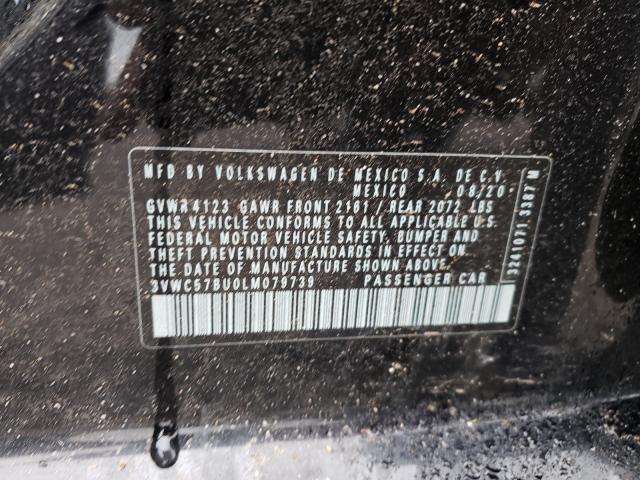 MFD BY VOLKSWAGEN DE MEXICO S.A. DE C.V.
MEXICO 08/20
GVWR 4123 GAWR FRONT 2161 / REAR 2072 LBS
THIS VEHICLE CONFORMS TO ALL APPLICABLE U.S.
FEDERAL MOTOR VEHICLE SAFETY, BUMPER AND
THEFT PREVENTION STANDARDS IN EFFECT ON THE
DATE OF MANUFACTURE SHOWN ABOVE.
3VWC57BU0LM079739 PASSENGER CAR
3241071 3387 M